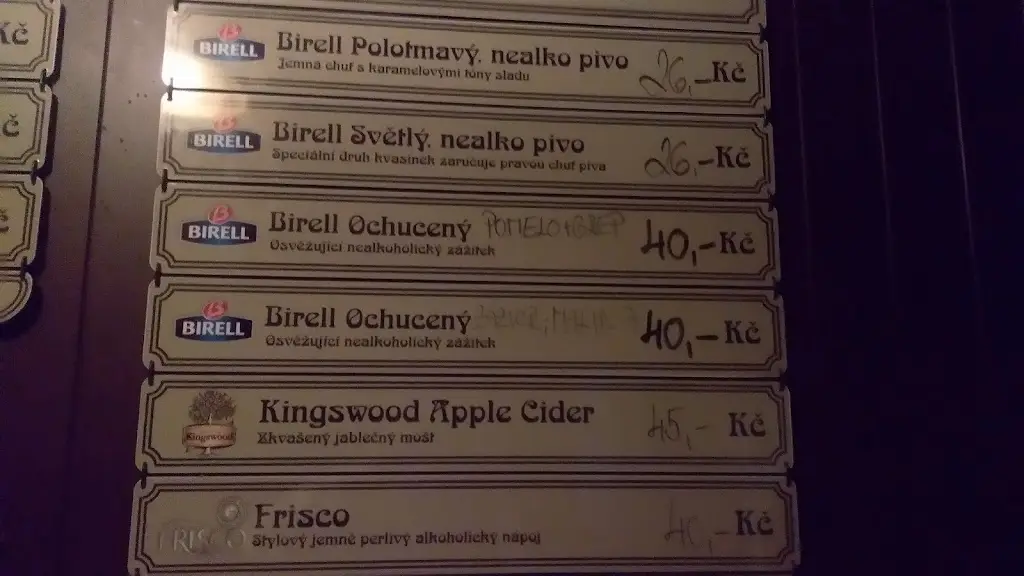 Kč
č
BIRELL
Birell Polotmavý, nealko pivo
Jemná chuť s karamelovými tóny sladu
26,- Kč
BIRELL
Birell Světlý, nealko pivo
Speciální druh kvasinek zaručuje pravou chuť piva
26,- Kč
BIRELL
Birell Ochucený POMELO+GREP
Osvěžující nealkoholický zážitek
40,- Kč
BIRELL
Birell Ochucený
Osvěžující nealkoholický zážitek
40,- Kč
Kingswood
Kingswood Apple Cider
Zkvašený jablečný mošt
45,- Kč
FRISCO
Frisco
Stylový jemně perlivý alkoholický nápoj
40,- Kč